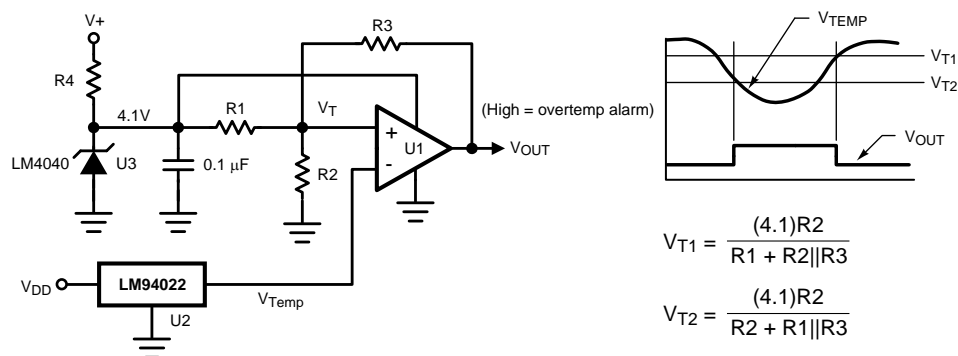 V+
R3
R4
4.1V
R1
V_T
LM4040
U3
0.1 μF
R2
+
-
U1
(High = overtemp alarm)
V_OUT
V_DD
LM94022
U2
V_Temp
V_TEMP
V_T1
V_T2
V_OUT
V_T1 = (4.1)R2
R1 + R2||R3
V_T2 = (4.1)R2
R2 + R1||R3